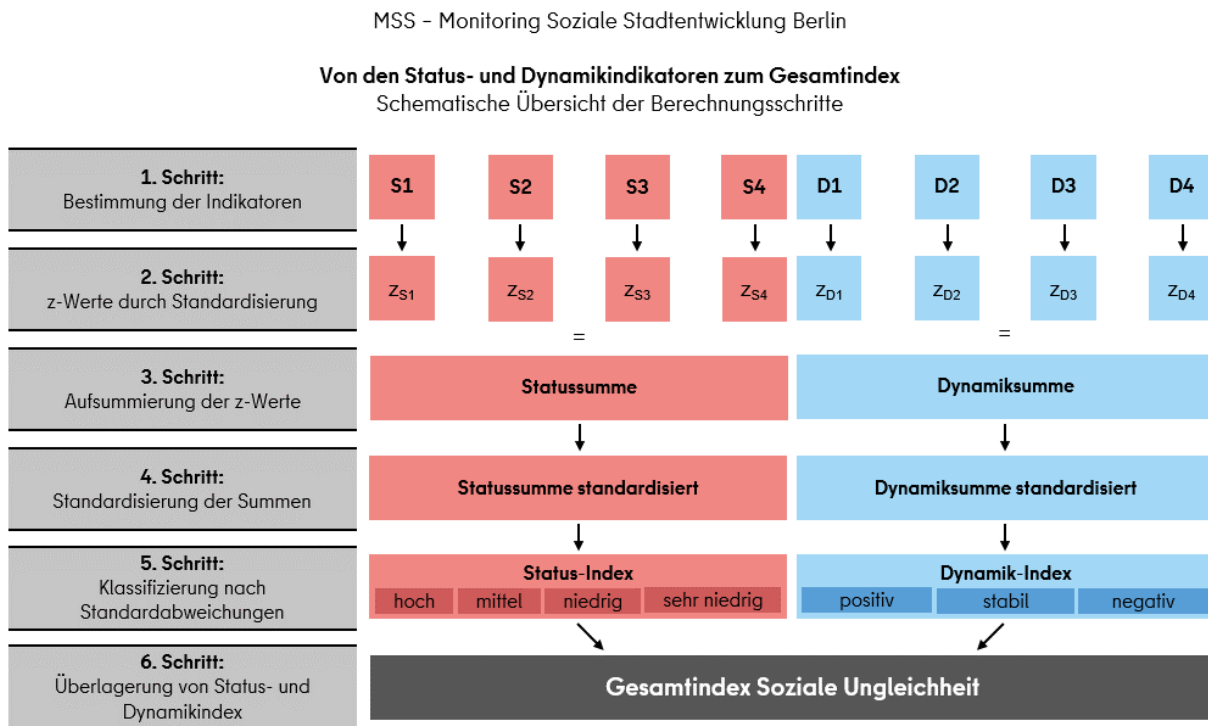 MSS – Monitoring Soziale Stadtentwicklung Berlin
Von den Status- und Dynamikindikatoren zum Gesamtindex
Schematische Übersicht der Berechnungsschritte
1. Schritt:
Bestimmung der Indikatoren
S1 S2 S3 S4 D1 D2 D3 D4
2. Schritt:
z-Werte durch Standardisierung
zS1 zS2 zS3 zS4 zD1 zD2 zD3 zD4
= =
3. Schritt:
Aufsummierung der z-Werte
Statussumme Dynamiksumme
4. Schritt:
Standardisierung der Summen
Statussumme standardisiert Dynamiksumme standardisiert
5. Schritt:
Klassifizierung nach
Standardabweichungen
Status-Index Dynamik-Index
hoch mittel niedrig sehr niedrig positiv stabil negativ
6. Schritt:
Überlagerung von Status- und
Dynamikindex
Gesamtindex Soziale Ungleichheit